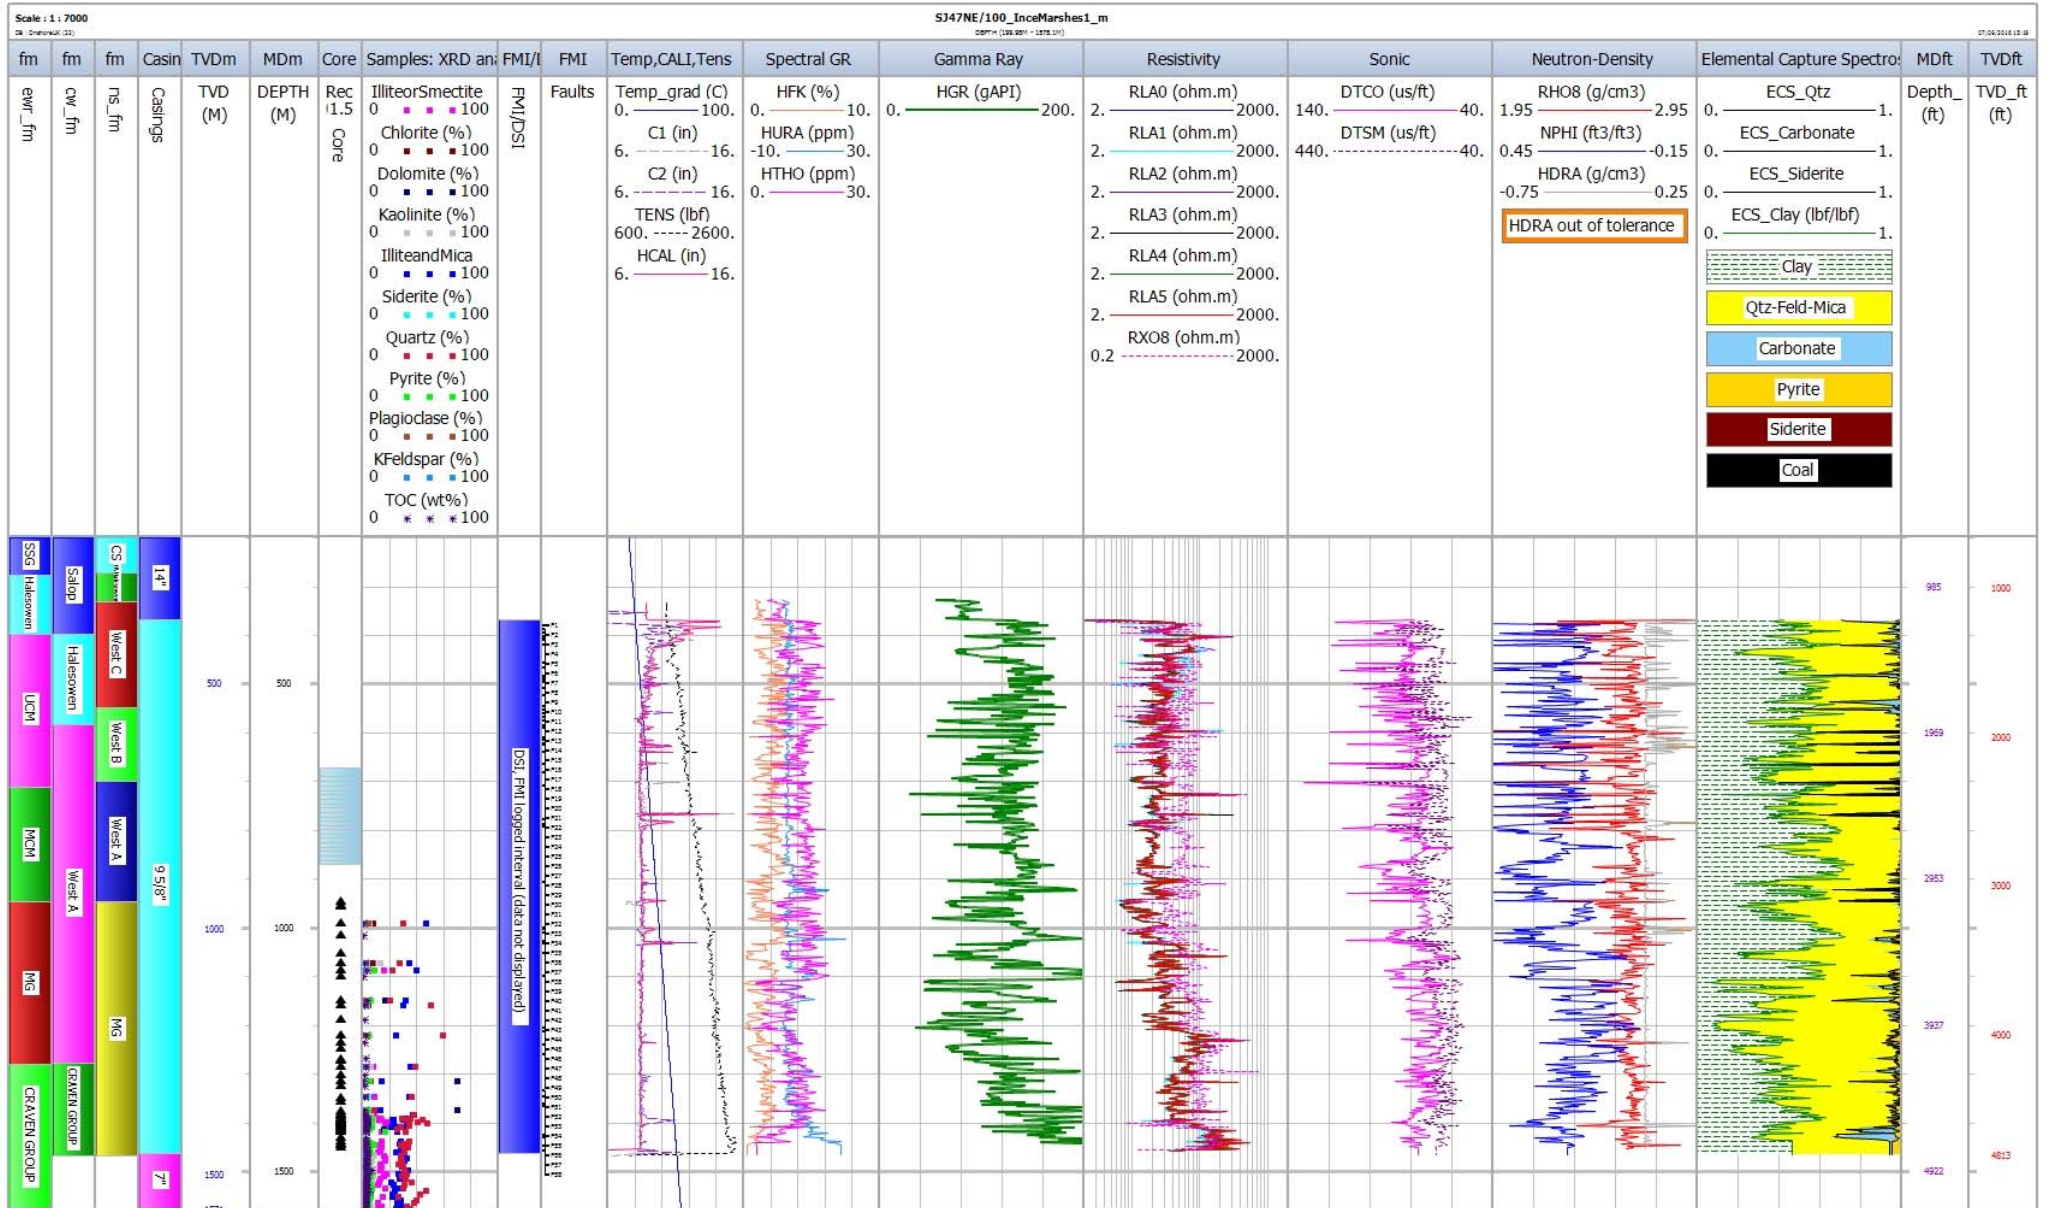 Scale : 1 : 7000
SJ47NE/100_InceMarshes1_m
DB : OnshoreUK (33)
DEPTH (199.95M - 1575.1M)
fm fm fm Casin TVDm MDm Core Samples: XRD ana FMI/I FMI Temp,CALI,Tens Spectral GR Gamma Ray Resistivity Sonic Neutron-Density Elemental Capture Spectros MDft TVDft
ewr_fm
cw_fm
ns_fm
Casings
TVD
(M)
DEPTH
(M)
Rec
Core
IlliteorSmectite
0 100
Chlorite (%)
0 100
Dolomite (%)
0 100
Kaolinite (%)
0 100
IlliteandMica
0 100
Siderite (%)
0 100
Quartz (%)
0 100
Pyrite (%)
0 100
Plagioclase (%)
0 100
KFeldspar (%)
0 100
TOC (wt%)
0 100
FMI/DSI
Faults
Temp_grad (C)
0. 100.
C1 (in)
6. 16.
C2 (in)
6. 16.
TENS (lbf)
600. 2600.
HCAL (in)
6. 16.
HFK (%)
0. 10.
HURA (ppm)
-10. 30.
HTHO (ppm)
0. 30.
HGR (gAPI)
0. 200.
RLA0 (ohm.m)
2. 2000.
RLA1 (ohm.m)
2. 2000.
RLA2 (ohm.m)
2. 2000.
RLA3 (ohm.m)
2. 2000.
RLA4 (ohm.m)
2. 2000.
RLA5 (ohm.m)
2. 2000.
RXO8 (ohm.m)
0.2 2000.
DTCO (us/ft)
140. 40.
DTSM (us/ft)
440. 40.
RHO8 (g/cm3)
1.95 2.95
NPHI (ft3/ft3)
0.45 -0.15
HDRA (g/cm3)
-0.75 0.25
HDRA out of tolerance
ECS_Qtz
0. 1.
ECS_Carbonate
0. 1.
ECS_Siderite
0. 1.
ECS_Clay (lbf/lbf)
0. 1.
Clay
Qtz-Feld-Mica
Carbonate
Pyrite
Siderite
Coal
Depth_
(ft)
TVD_ft
(ft)
SSG
Halesowen
UCM
MCM
MG
CRAVEN GROUP
Salop
Halesowen
West A
CRAVEN GROUP
CS
West C
West B
West A
MG
14"
9 5/8"
7"
500
1000
1500
500
1000
1500
DSI, FMI logged interval (data not displayed)
985
1969
2953
3937
4922
1000
2000
3000
4000
4813